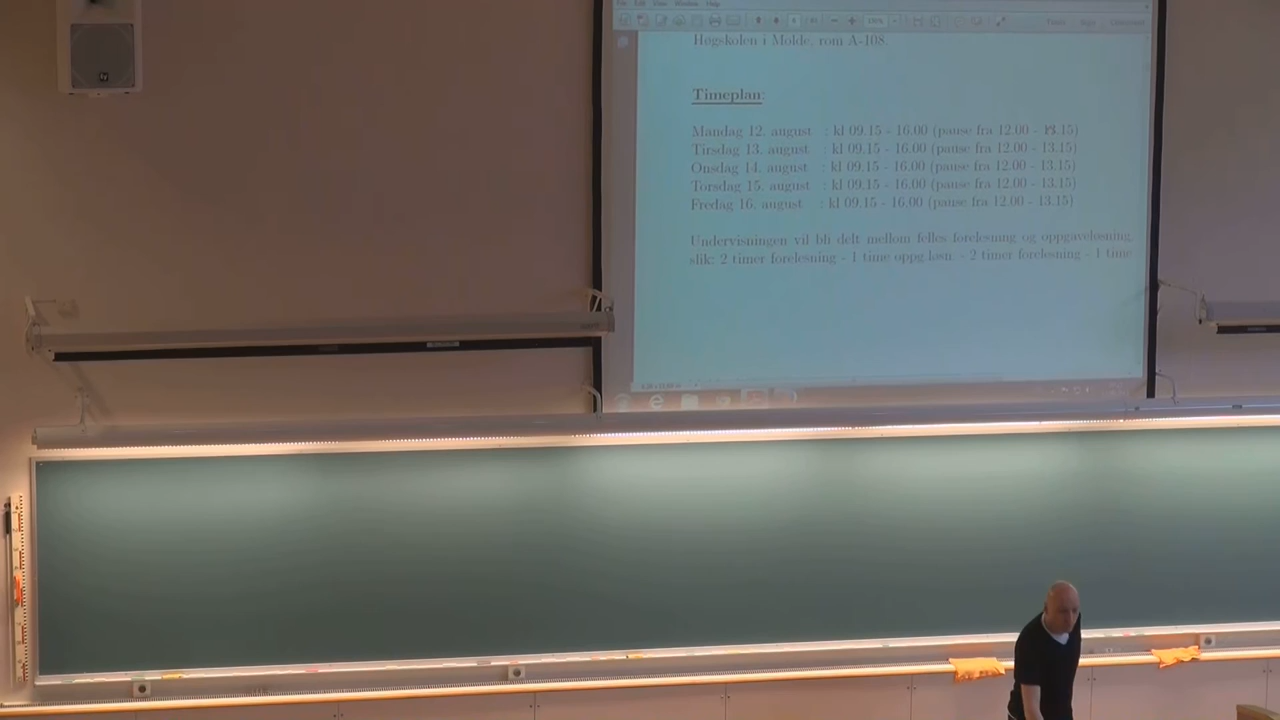 Høgskolen i Molde, rom A-108.
Timeplan:
Mandag 12. august : kl 09.15 - 16.00 (pause fra 12.00 - 13.15)
Tirsdag 13. august : kl 09.15 - 16.00 (pause fra 12.00 - 13.15)
Onsdag 14. august : kl 09.15 - 16.00 (pause fra 12.00 - 13.15)
Torsdag 15. august : kl 09.15 - 16.00 (pause fra 12.00 - 13.15)
Fredag 16. august : kl 09.15 - 16.00 (pause fra 12.00 - 13.15)
Undervisningen vil bli delt mellom felles forelesning og oppgaveløsning,
slik: 2 timer forelesning - 1 time oppg.løsn. - 2 timer forelesning - 1 time